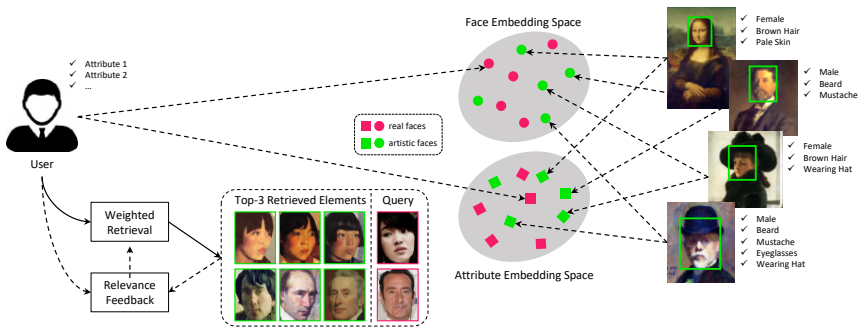 Attribute 1
Attribute 2
...
User
Weighted
Retrieval
Relevance
Feedback
Top-3 Retrieved Elements
Query
Face Embedding Space
real faces
artistic faces
Attribute Embedding Space
Female
Brown Hair
Pale Skin
Male
Beard
Mustache
Female
Brown Hair
Wearing Hat
Male
Beard
Mustache
Eyeglasses
Wearing Hat